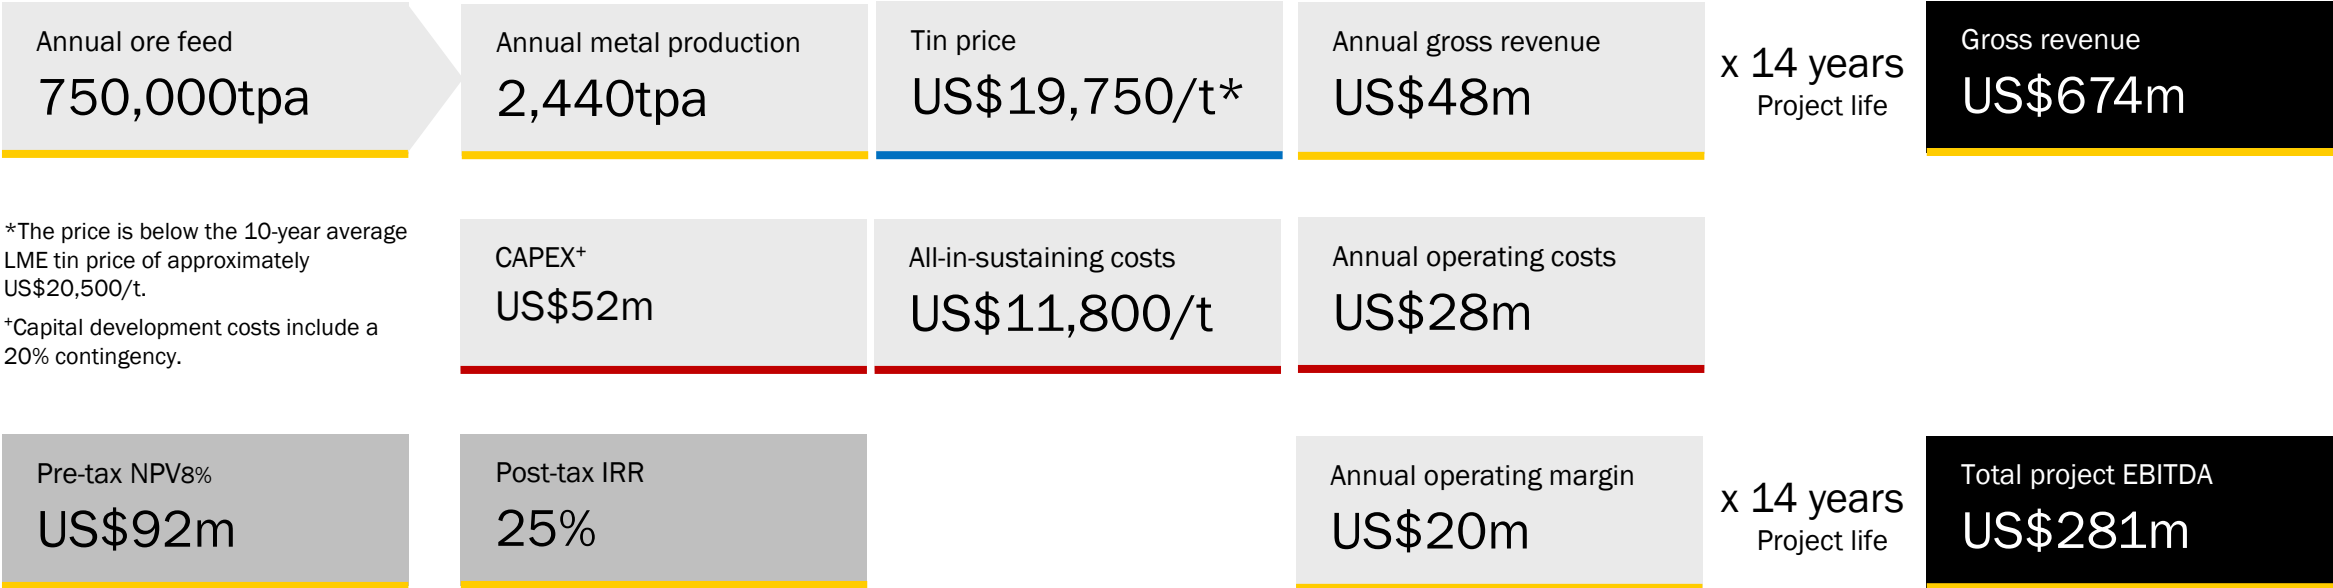 Annual ore feed
750,000tpa
Annual metal production
2,440tpa
Tin price
US$19,750/t*
Annual gross revenue
US$48m
x 14 years
Project life
Gross revenue
US$674m
*The price is below the 10-year average
LME tin price of approximately
US$20,500/t.
+Capital development costs include a
20% contingency.
CAPEX+
US$52m
All-in-sustaining costs
US$11,800/t
Annual operating costs
US$28m
Pre-tax NPV8%
US$92m
Post-tax IRR
25%
Annual operating margin
US$20m
x 14 years
Project life
Total project EBITDA
US$281m